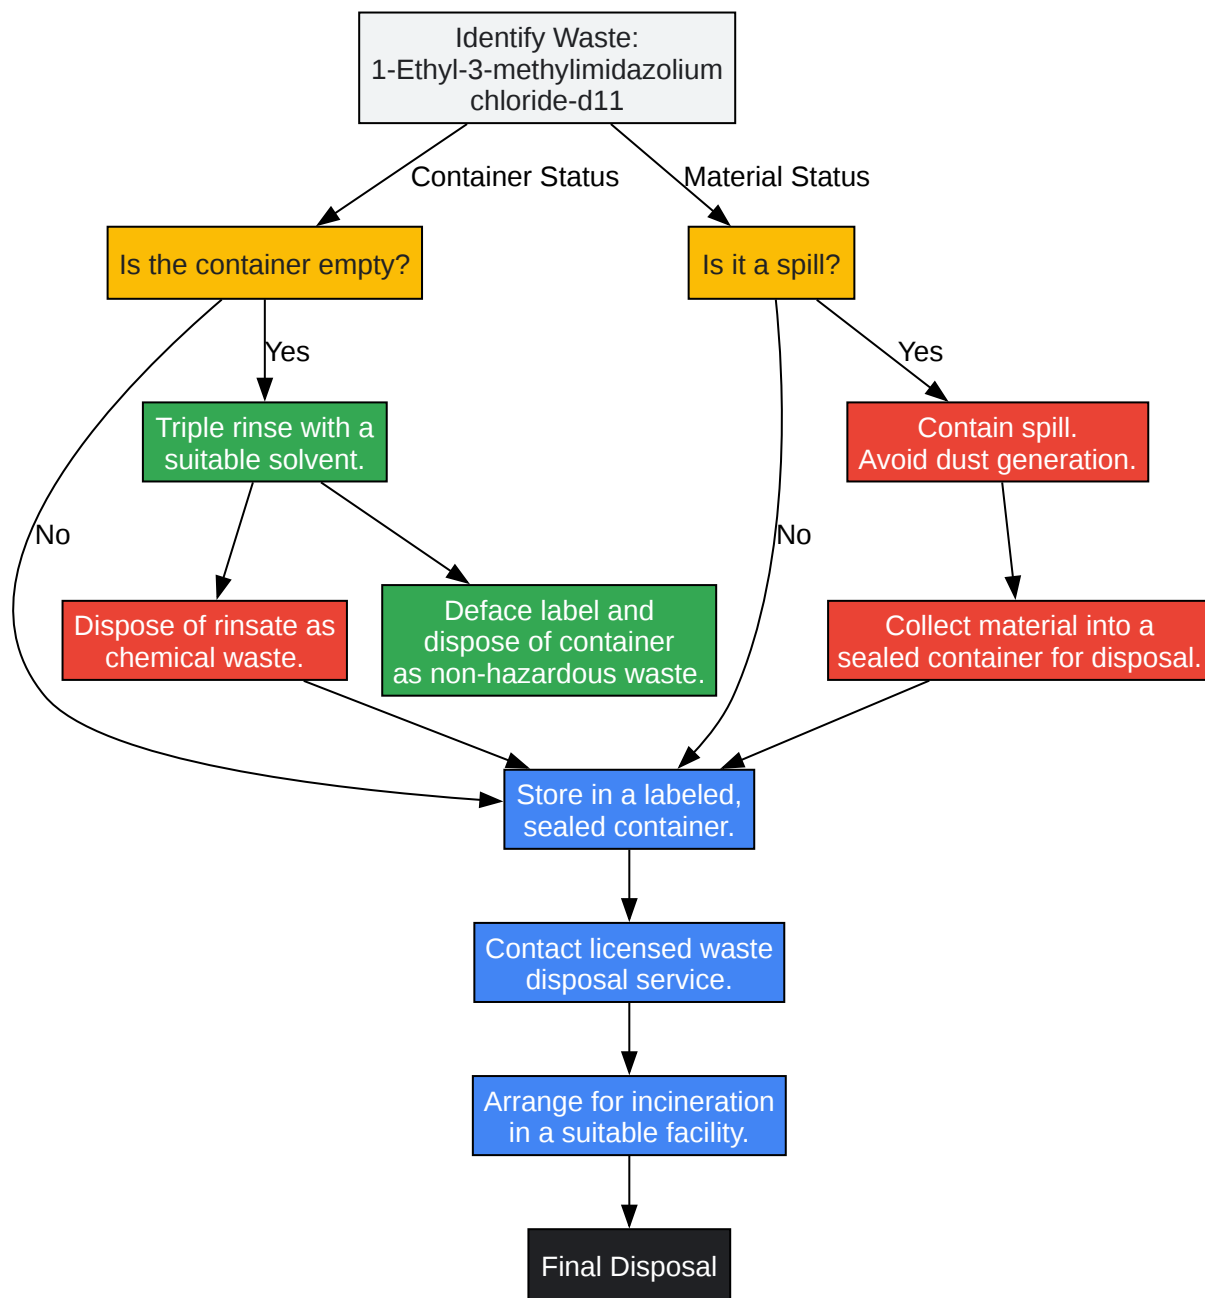 Identify Waste:
1-Ethyl-3-methylimidazolium
chloride-d11
Container Status
Material Status
Is the container empty?
Is it a spill?
Yes
Yes
Triple rinse with a
suitable solvent.
Contain spill.
Avoid dust generation.
No
No
Dispose of rinsate as
chemical waste.
Deface label and
dispose of container
as non-hazardous waste.
Collect material into a
sealed container for disposal.
Store in a labeled,
sealed container.
Contact licensed waste
disposal service.
Arrange for incineration
in a suitable facility.
Final Disposal